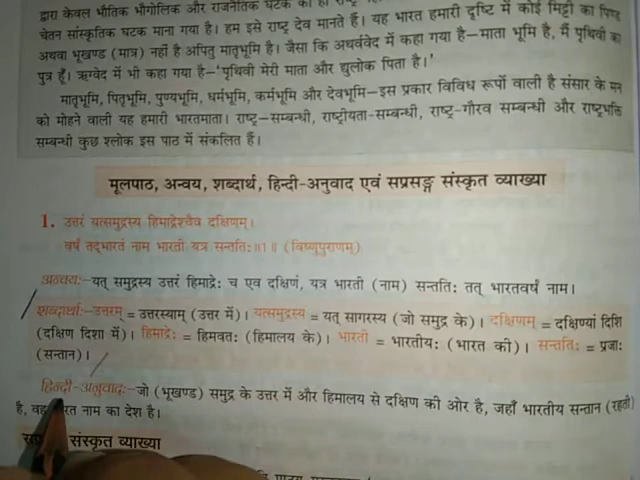 द्वारा केवल भौतिक भौगोलिक और राजनैतिक घटक
चेतन सांस्कृतिक घटक माना गया है। हम इसे राष्ट्र देव मानते हैं। यह भारत हमारी दृष्टि में कोई मिट्टी का पिण्ड
अथवा भूखण्ड (मात्र) नहीं है अपितु मातृभूमि है। जैसा कि अथर्ववेद में कहा गया है—माता भूमि है, मैं पृथिवी का
पुत्र हूँ। ऋग्वेद में भी कहा गया है—'पृथिवी मेरी माता और द्युलोक पिता है।'
मातृभूमि, पितृभूमि, पुण्यभूमि, धर्मभूमि, कर्मभूमि और देवभूमि—इस प्रकार विविध रूपों वाली है संसार के मन
को मोहने वाली यह हमारी भारतमाता। राष्ट्र—सम्बन्धी, राष्ट्रीयता-सम्बन्धी, राष्ट्र-गौरव सम्बन्धी और राष्ट्रभक्ति
सम्बन्धी कुछ श्लोक इस पाठ में संकलित हैं।
मूलपाठ, अन्वय, शब्दार्थ, हिन्दी-अनुवाद एवं सप्रसङ्ग संस्कृत व्याख्या
1. उत्तरं यत्समुद्रस्य हिमाद्रेश्चैव दक्षिणम्।
वर्षं तद्भारतं नाम भारती यत्र सन्ततिः॥1॥ (विष्णुपुराणम्)
अन्वयः—यत् समुद्रस्य उत्तरं हिमाद्रेः च एव दक्षिणं, यत्र भारती (नाम) सन्ततिः तत् भारतवर्षं नाम।
शब्दार्थाः—उत्तरम् = उत्तरस्याम् (उत्तर में)। यत्समुद्रस्य = यत् सागरस्य (जो समुद्र के)। दक्षिणम् = दक्षिण्यां दिशि
(दक्षिण दिशा में)। हिमाद्रेः = हिमवतः (हिमालय के)। भारती = भारतीयः (भारत की)। सन्ततिः = प्रजाः
(सन्तान)।
हिन्दी-अनुवादः—जो (भूखण्ड) समुद्र के उत्तर में और हिमालय से दक्षिण की ओर है, जहाँ भारतीय सन्तान (रहती)
है, नाम का देश है।
संस्कृत व्याख्या